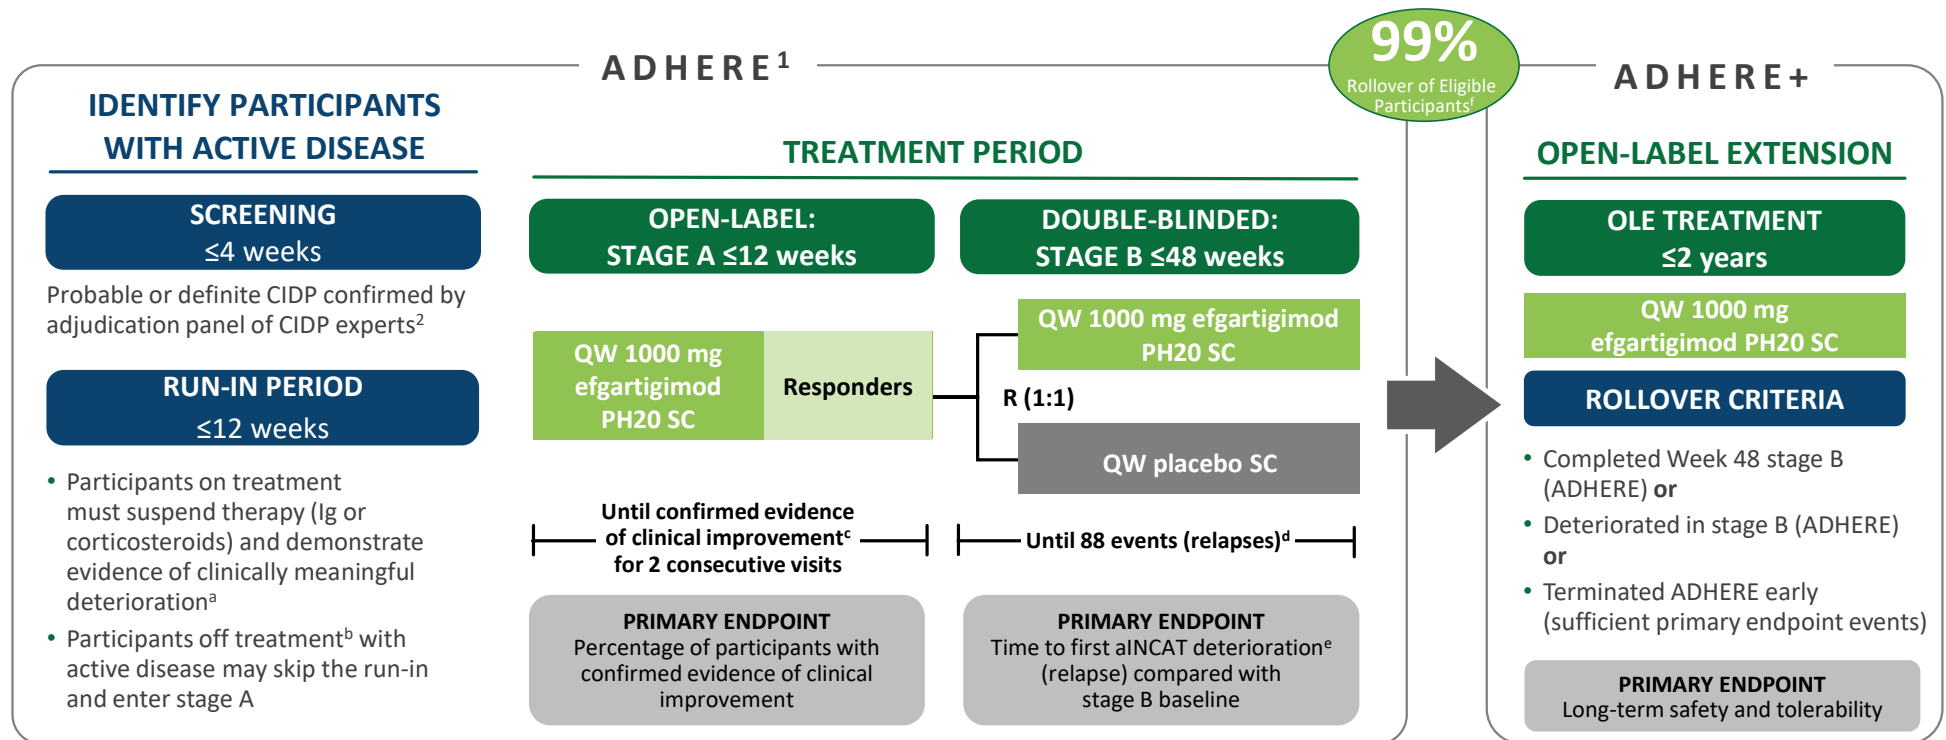 ADHERE¹
IDENTIFY PARTICIPANTS
WITH ACTIVE DISEASE
SCREENING
≤4 weeks
Probable or definite CIDP confirmed by
adjudication panel of CIDP experts²
RUN-IN PERIOD
≤12 weeks
• Participants on treatment
must suspend therapy (Ig or
corticosteroids) and demonstrate
evidence of clinically meaningful
deteriorationᵃ
• Participants off treatmentᵇ with
active disease may skip the run-in
and enter stage A
TREATMENT PERIOD
OPEN-LABEL:
STAGE A ≤12 weeks
QW 1000 mg
efgartigimod
PH20 SC
Responders
Until confirmed evidence
of clinical improvementᶜ
for 2 consecutive visits
PRIMARY ENDPOINT
Percentage of participants with
confirmed evidence of clinical
improvement
DOUBLE-BLINDED:
STAGE B ≤48 weeks
QW 1000 mg efgartigimod
PH20 SC
R (1:1)
QW placebo SC
Until 88 events (relapses)ᵈ
PRIMARY ENDPOINT
Time to first aINCAT deteriorationᵉ
(relapse) compared with
stage B baseline
99%
Rollover of Eligible
Participantsᶠ
ADHERE+
OPEN-LABEL EXTENSION
OLE TREATMENT
≤2 years
QW 1000 mg
efgartigimod PH20 SC
ROLLOVER CRITERIA
• Completed Week 48 stage B
(ADHERE) or
• Deteriorated in stage B (ADHERE)
or
• Terminated ADHERE early
(sufficient primary endpoint events)
PRIMARY ENDPOINT
Long-term safety and tolerability